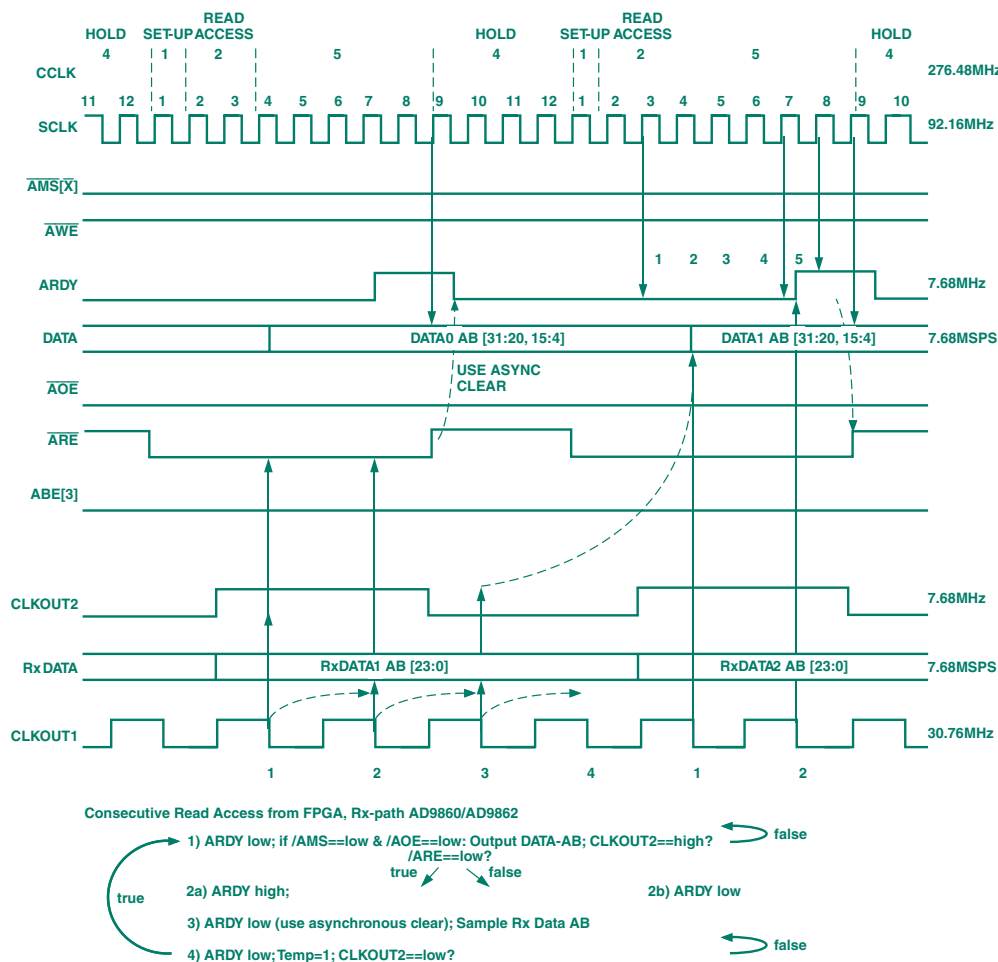 READ
HOLD SET-UP ACCESS
4 1 2 5
READ
HOLD SET-UP ACCESS HOLD
4 1 2 5 4
CCLK 276.48MHz
11 12 1 2 3 4 5 6 7 8 9 10 11 12 1 2 3 4 5 6 7 8 9 10
SCLK 92.16MHz
AMS[X]
AWE
1 2 3 4 5
ARDY 7.68MHz
DATA DATA0 AB [31:20, 15:4] DATA1 AB [31:20, 15:4] 7.68MSPS
USE ASYNC
CLEAR
AOE
ARE
ABE[3]
CLKOUT2 7.68MHz
RxDATA RxDATA1 AB [23:0] RxDATA2 AB [23:0] 7.68MSPS
CLKOUT1 30.76MHz
1 2 3 4 1 2
Consecutive Read Access from FPGA, Rx-path AD9860/AD9862
1) ARDY low; if /AMS==low & /AOE==low: Output DATA-AB; CLKOUT2==high? false
/ARE==low?
true false
true
2a) ARDY high; 2b) ARDY low
3) ARDY low (use asynchronous clear); Sample Rx Data AB
4) ARDY low; Temp=1; CLKOUT2==low? false